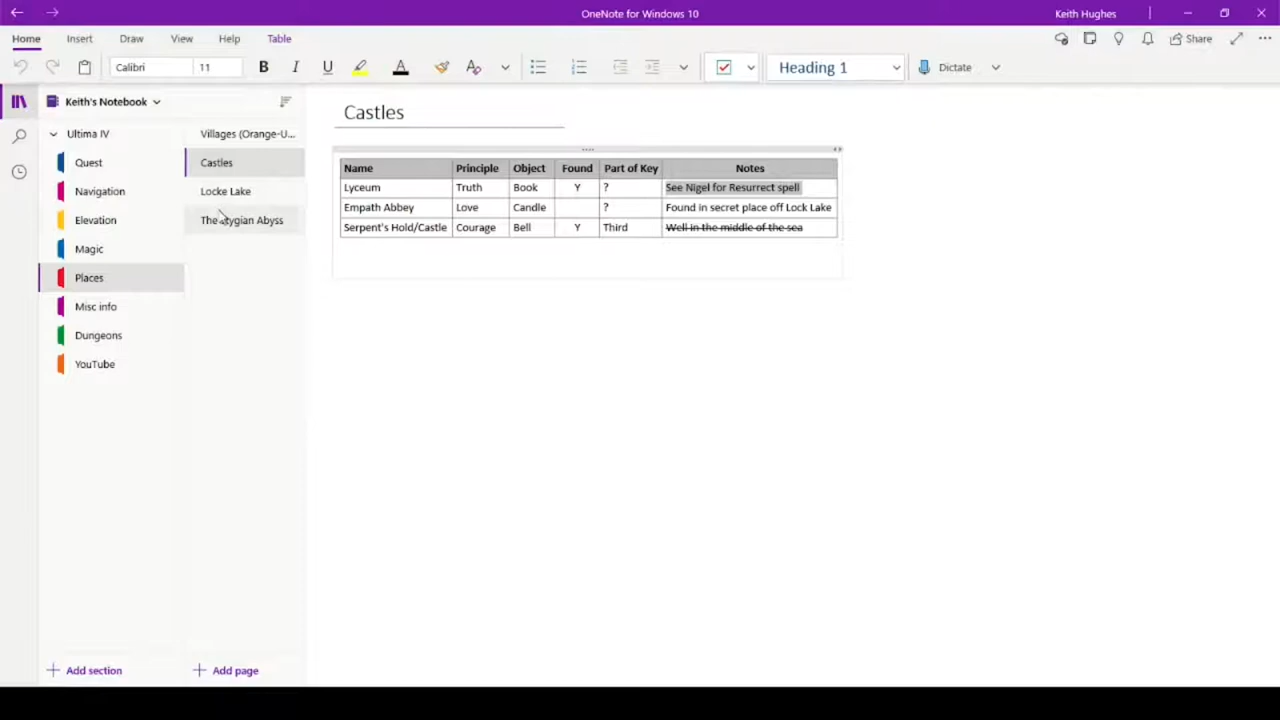 OneNote for Windows 10
Keith Hughes
Home Insert Draw View Help Table
Share
Calibri 11 B I U A Heading 1 Dictate
Keith's Notebook
Ultima IV
Quest
Navigation
Elevation
Magic
Places
Misc info
Dungeons
YouTube
Add section
Villages (Orange-U...
Castles
Locke Lake
The Stygian Abyss
Add page
Castles
Name Principle Object Found Part of Key Notes
Lyceum Truth Book Y ? See Nigel for Resurrect spell
Empath Abbey Love Candle ? Found in secret place off Lock Lake
Serpent's Hold/Castle Courage Bell Y Third Well in the middle of the sea